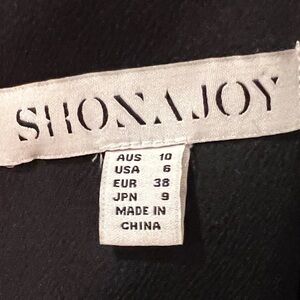 SHONA JOY
AUS 10
USA 6
EUR 38
JPN 9
MADE IN
CHINA